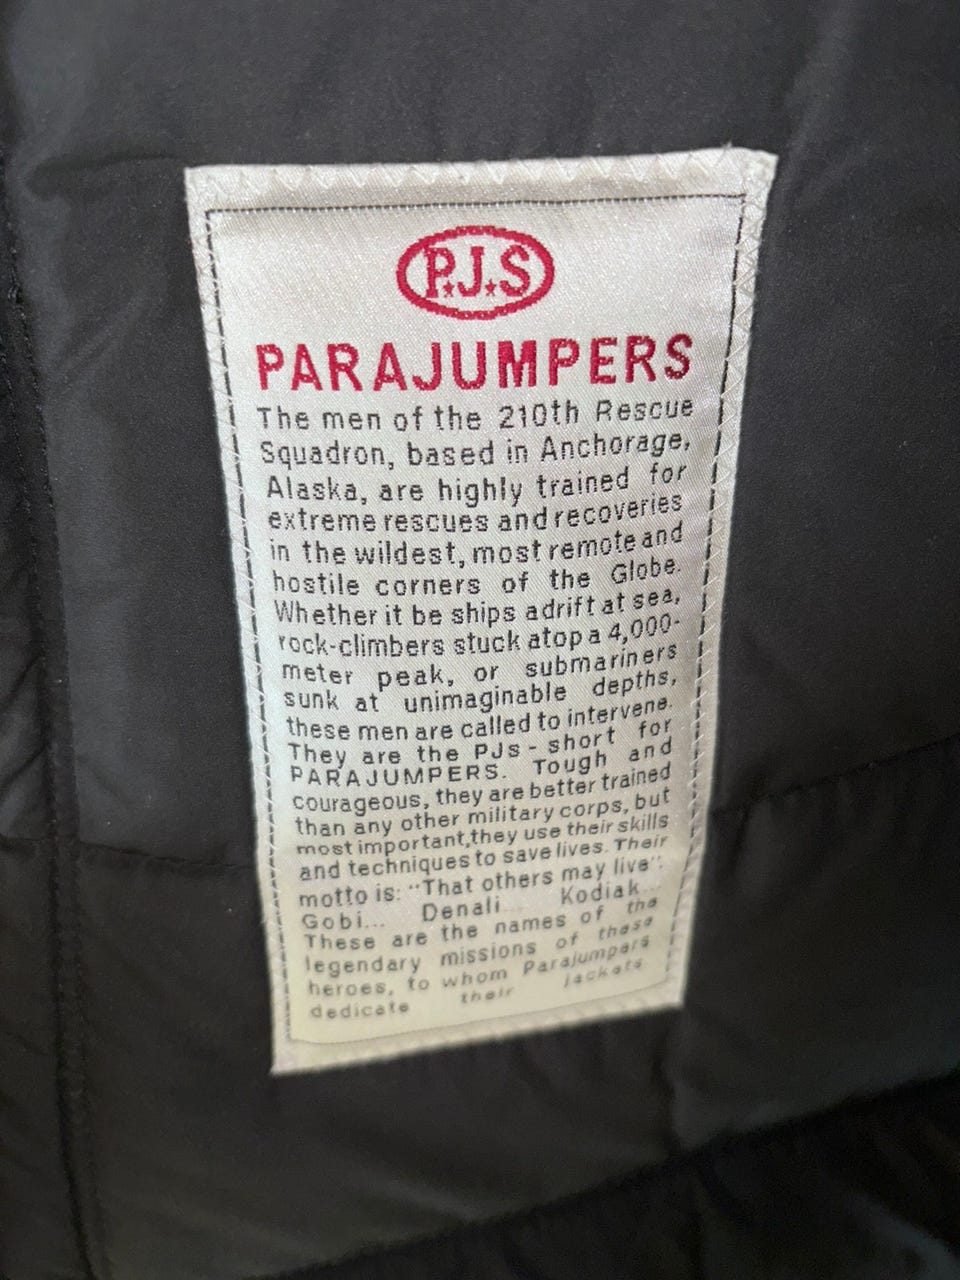 P.J.S
PARAJUMPERS
The men of the 210th Rescue
Squadron, based in Anchorage,
Alaska, are highly trained for
extreme rescues and recoveries
in the wildest, most remote and
hostile corners of the Globe.
Whether it be ships adrift at sea,
rock-climbers stuck atop a 4,000-
meter peak, or submariners
sunk at unimaginable depths,
these men are called to intervene.
They are the PJs - short for
PARAJUMPERS. Tough and
courageous, they are better trained
than any other military corps, but
most important,they use their skills
and techniques to save lives. Their
motto is: "That others may live".
Gobi... Denali... Kodiak...
These are the names of the
legendary missions of these
heroes, to whom Parajumpers
dedicate their jackets